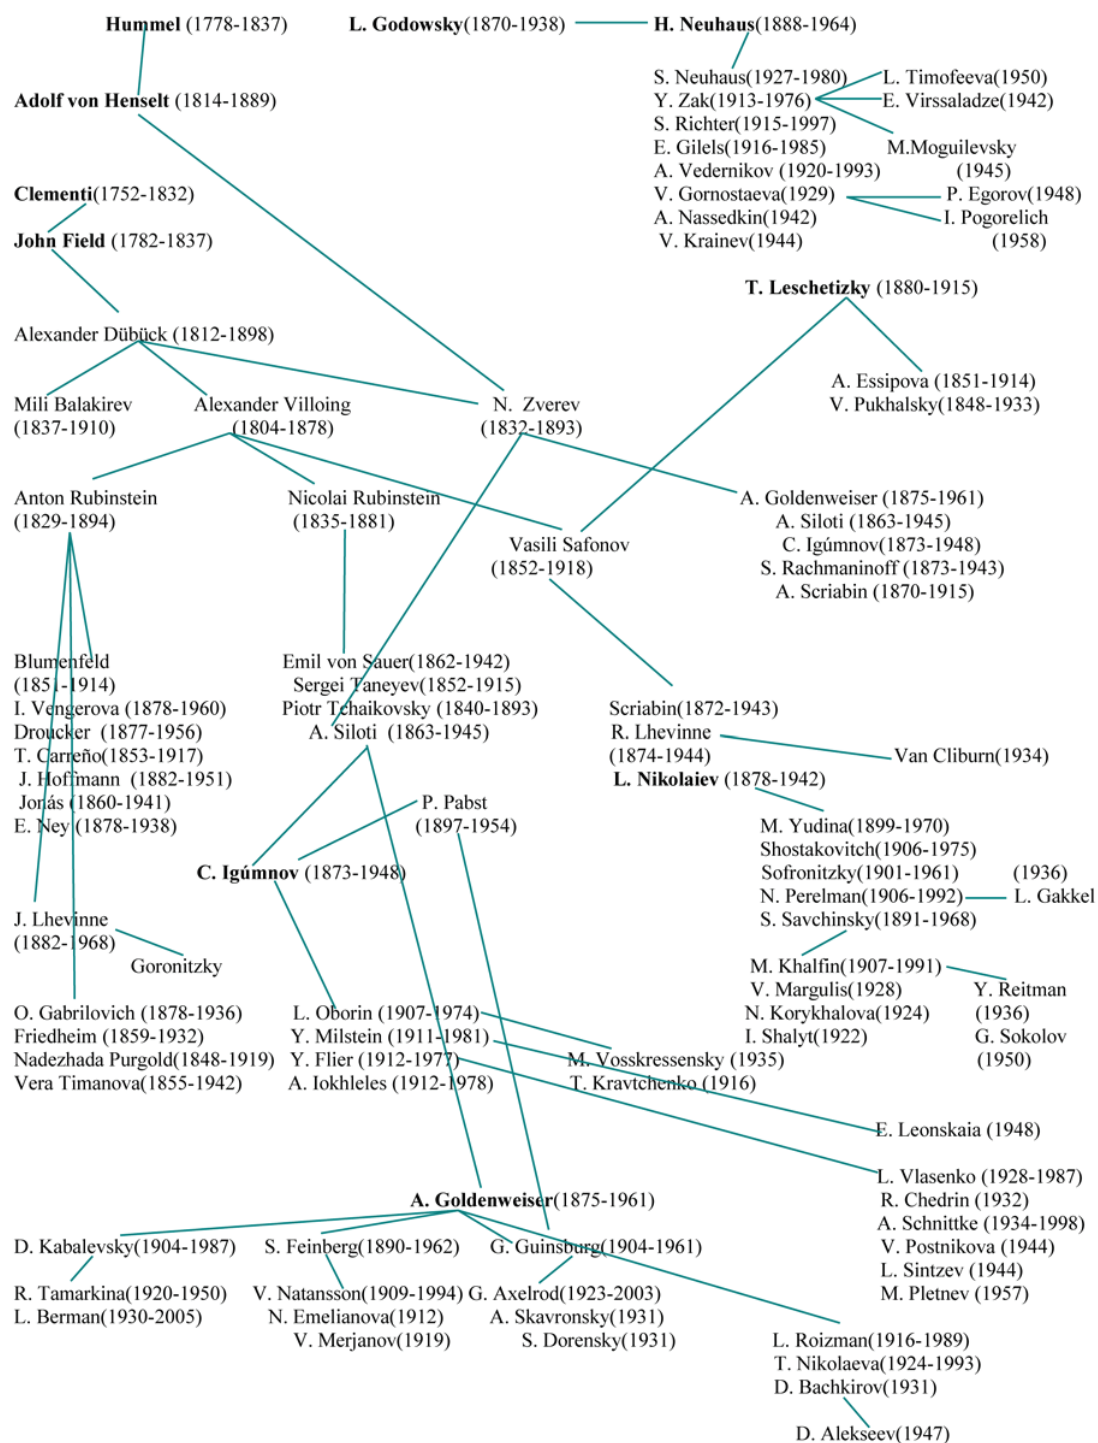 Hummel (1778-1837)
L. Godowsky(1870-1938)
H. Neuhaus(1888-1964)
S. Neuhaus(1927-1980)
L. Timofeeva(1950)
Adolf von Henselt (1814-1889)
Y. Zak(1913-1976)
E. Virssaladze(1942)
S. Richter(1915-1997)
E. Gilels(1916-1985)
M.Moguilevsky
A. Vedernikov (1920-1993)
(1945)
Clementi(1752-1832)
V. Gornostaeva(1929)
P. Egorov(1948)
A. Nassedkin(1942)
I. Pogorelich
John Field (1782-1837)
V. Krainev(1944)
(1958)
T. Leschetizky (1880-1915)
Alexander Dübück (1812-1898)
A. Essipova (1851-1914)
V. Pukhalsky(1848-1933)
Mili Balakirev
(1837-1910)
Alexander Villoing
(1804-1878)
N. Zverev
(1832-1893)
Anton Rubinstein
(1829-1894)
Nicolai Rubinstein
(1835-1881)
A. Goldenweiser (1875-1961)
A. Siloti (1863-1945)
C. Igúmnov(1873-1948)
S. Rachmaninoff (1873-1943)
A. Scriabin (1870-1915)
Vasili Safonov
(1852-1918)
Blumenfeld
(1851-1914)
I. Vengerova (1878-1960)
Droucker (1877-1956)
T. Carreño(1853-1917)
J. Hoffmann (1882-1951)
Jonás (1860-1941)
E. Ney (1878-1938)
Emil von Sauer(1862-1942)
Sergei Taneyev(1852-1915)
Piotr Tchaikovsky (1840-1893)
A. Siloti (1863-1945)
Scriabin(1872-1943)
R. Lhevinne
(1874-1944)
L. Nikolaiev (1878-1942)
Van Cliburn(1934)
P. Pabst
(1897-1954)
M. Yudina(1899-1970)
Shostakovitch(1906-1975)
Sofronitzky(1901-1961)
(1936)
N. Perelman(1906-1992)
L. Gakkel
S. Savchinsky(1891-1968)
C. Igúmnov (1873-1948)
J. Lhevinne
(1882-1968)
Goronitzky
M. Khalfin(1907-1991)
V. Margulis(1928)
N. Korykhalova(1924)
I. Shalyt(1922)
Y. Reitman
(1936)
G. Sokolov
(1950)
O. Gabrilovich (1878-1936)
Friedheim (1859-1932)
Nadezhada Purgold(1848-1919)
Vera Timanova(1855-1942)
L. Oborin (1907-1974)
Y. Milstein (1911-1981)
Y. Flier (1912-1977)
A. Iokhleles (1912-1978)
M. Vosskressensky (1935)
T. Kravtchenko (1916)
E. Leonskaia (1948)
L. Vlasenko (1928-1987)
R. Chedrin (1932)
A. Schnittke (1934-1998)
V. Postnikova (1944)
L. Sintzev (1944)
M. Pletnev (1957)
A. Goldenweiser(1875-1961)
D. Kabalevsky(1904-1987)
S. Feinberg(1890-1962)
G. Guinsburg(1904-1961)
R. Tamarkina(1920-1950)
L. Berman(1930-2005)
V. Natansson(1909-1994)
N. Emelianova(1912)
V. Merjanov(1919)
G. Axelrod(1923-2003)
A. Skavronsky(1931)
S. Dorensky(1931)
L. Roizman(1916-1989)
T. Nikolaeva(1924-1993)
D. Bachkirov(1931)
D. Alekseev(1947)